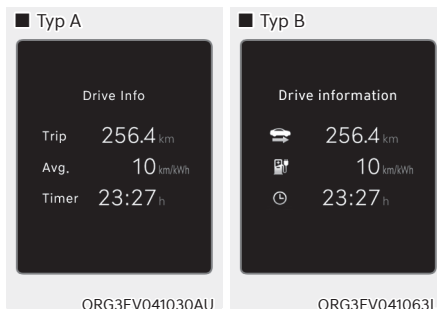 ■ Typ A
Drive Info
Trip 256.4 km
Avg. 10 km/kWh
Timer 23:27 h
ORG3EV041030AU
■ Typ B
Drive information
256.4 km
10 km/kWh
23:27 h
ORG3EV041063L